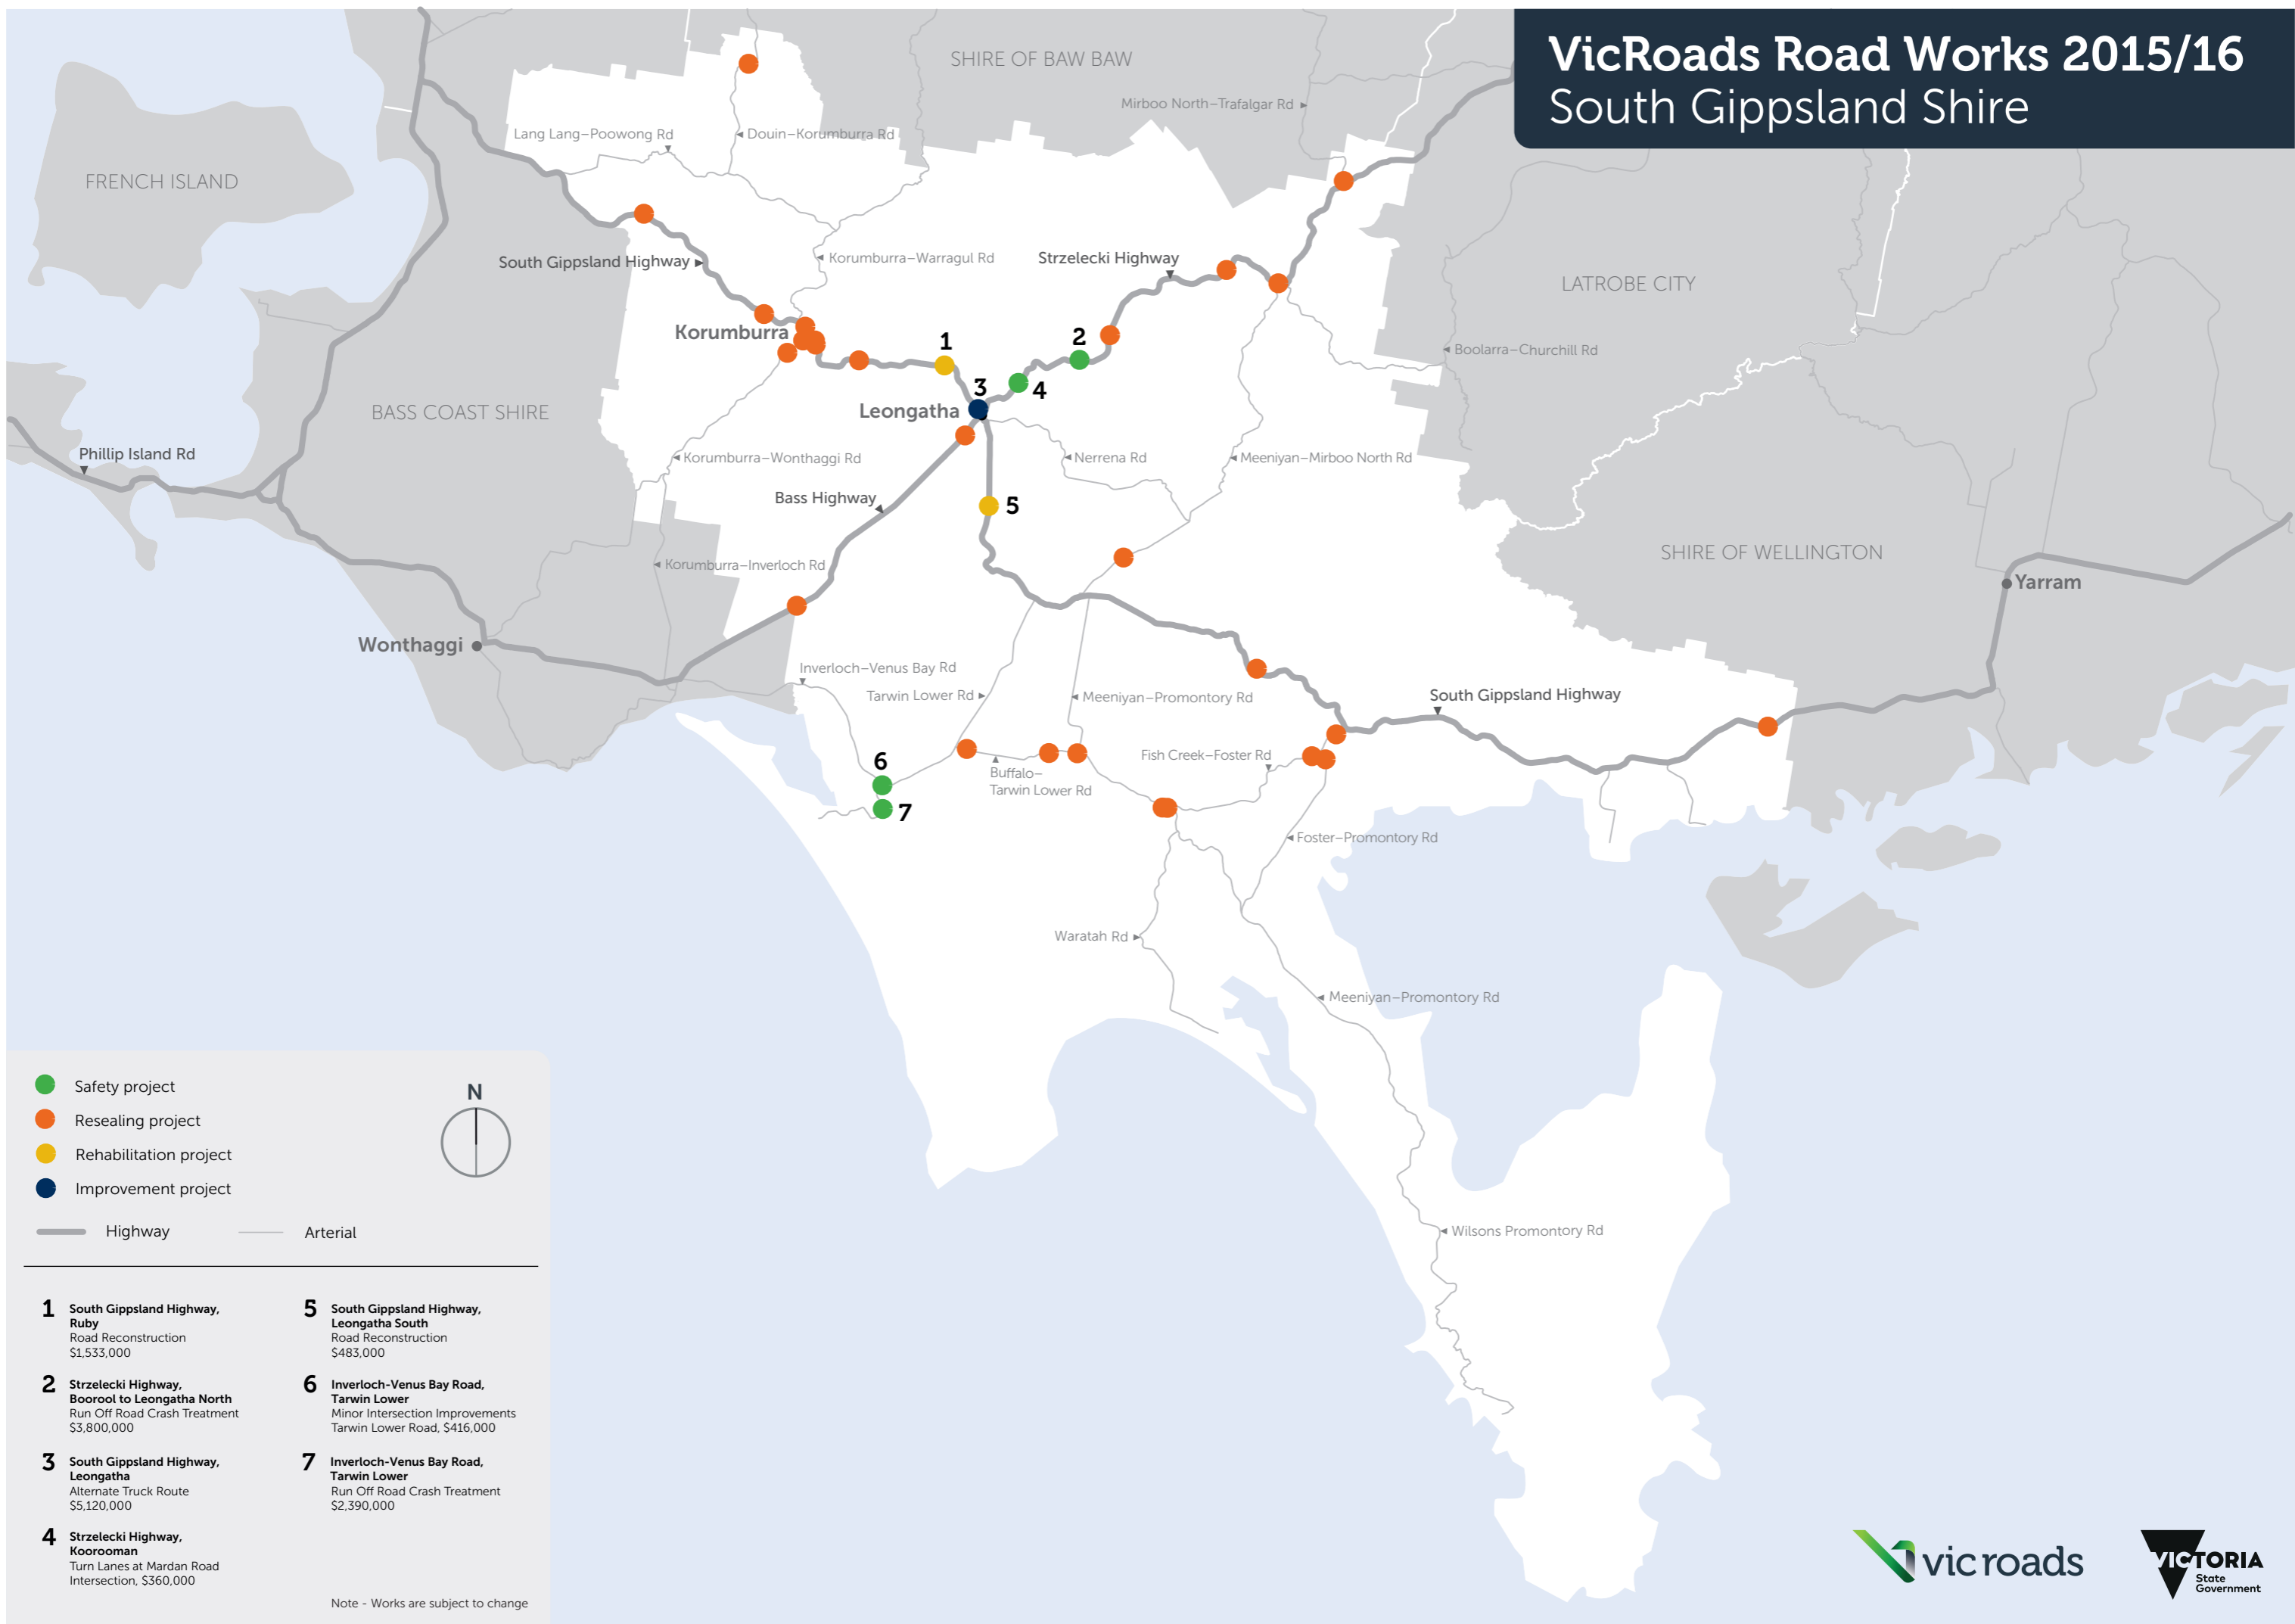 VicRoads Road Works 2015/16
South Gippsland Shire
SHIRE OF BAW BAW
Mirboo North–Trafalgar Rd
Lang Lang–Poowong Rd
Douin–Korumburra Rd
FRENCH ISLAND
South Gippsland Highway
Korumburra–Warragul Rd
Strzelecki Highway
LATROBE CITY
Korumburra
1
2
Boolarra–Churchill Rd
3
4
Leongatha
BASS COAST SHIRE
Phillip Island Rd
Korumburra–Wonthaggi Rd
Nerrena Rd
Meeniyan–Mirboo North Rd
Bass Highway
5
SHIRE OF WELLINGTON
Korumburra–Inverloch Rd
Yarram
Wonthaggi
Inverloch–Venus Bay Rd
Tarwin Lower Rd
Meeniyan–Promontory Rd
South Gippsland Highway
Fish Creek–Foster Rd
6
Buffalo–
Tarwin Lower Rd
7
Foster–Promontory Rd
Waratah Rd
Meeniyan–Promontory Rd
Wilsons Promontory Rd
Safety project
N
Resealing project
Rehabilitation project
Improvement project
Highway
Arterial
1 South Gippsland Highway,
Ruby
Road Reconstruction
$1,533,000
2 Strzelecki Highway,
Boorool to Leongatha North
Run Off Road Crash Treatment
$3,800,000
3 South Gippsland Highway,
Leongatha
Alternate Truck Route
$5,120,000
4 Strzelecki Highway,
Koorooman
Turn Lanes at Mardan Road
Intersection, $360,000
5 South Gippsland Highway,
Leongatha South
Road Reconstruction
$483,000
6 Inverloch-Venus Bay Road,
Tarwin Lower
Minor Intersection Improvements
Tarwin Lower Road, $416,000
7 Inverloch-Venus Bay Road,
Tarwin Lower
Run Off Road Crash Treatment
$2,390,000
Note - Works are subject to change
vic roads
VICTORIA
State
Government